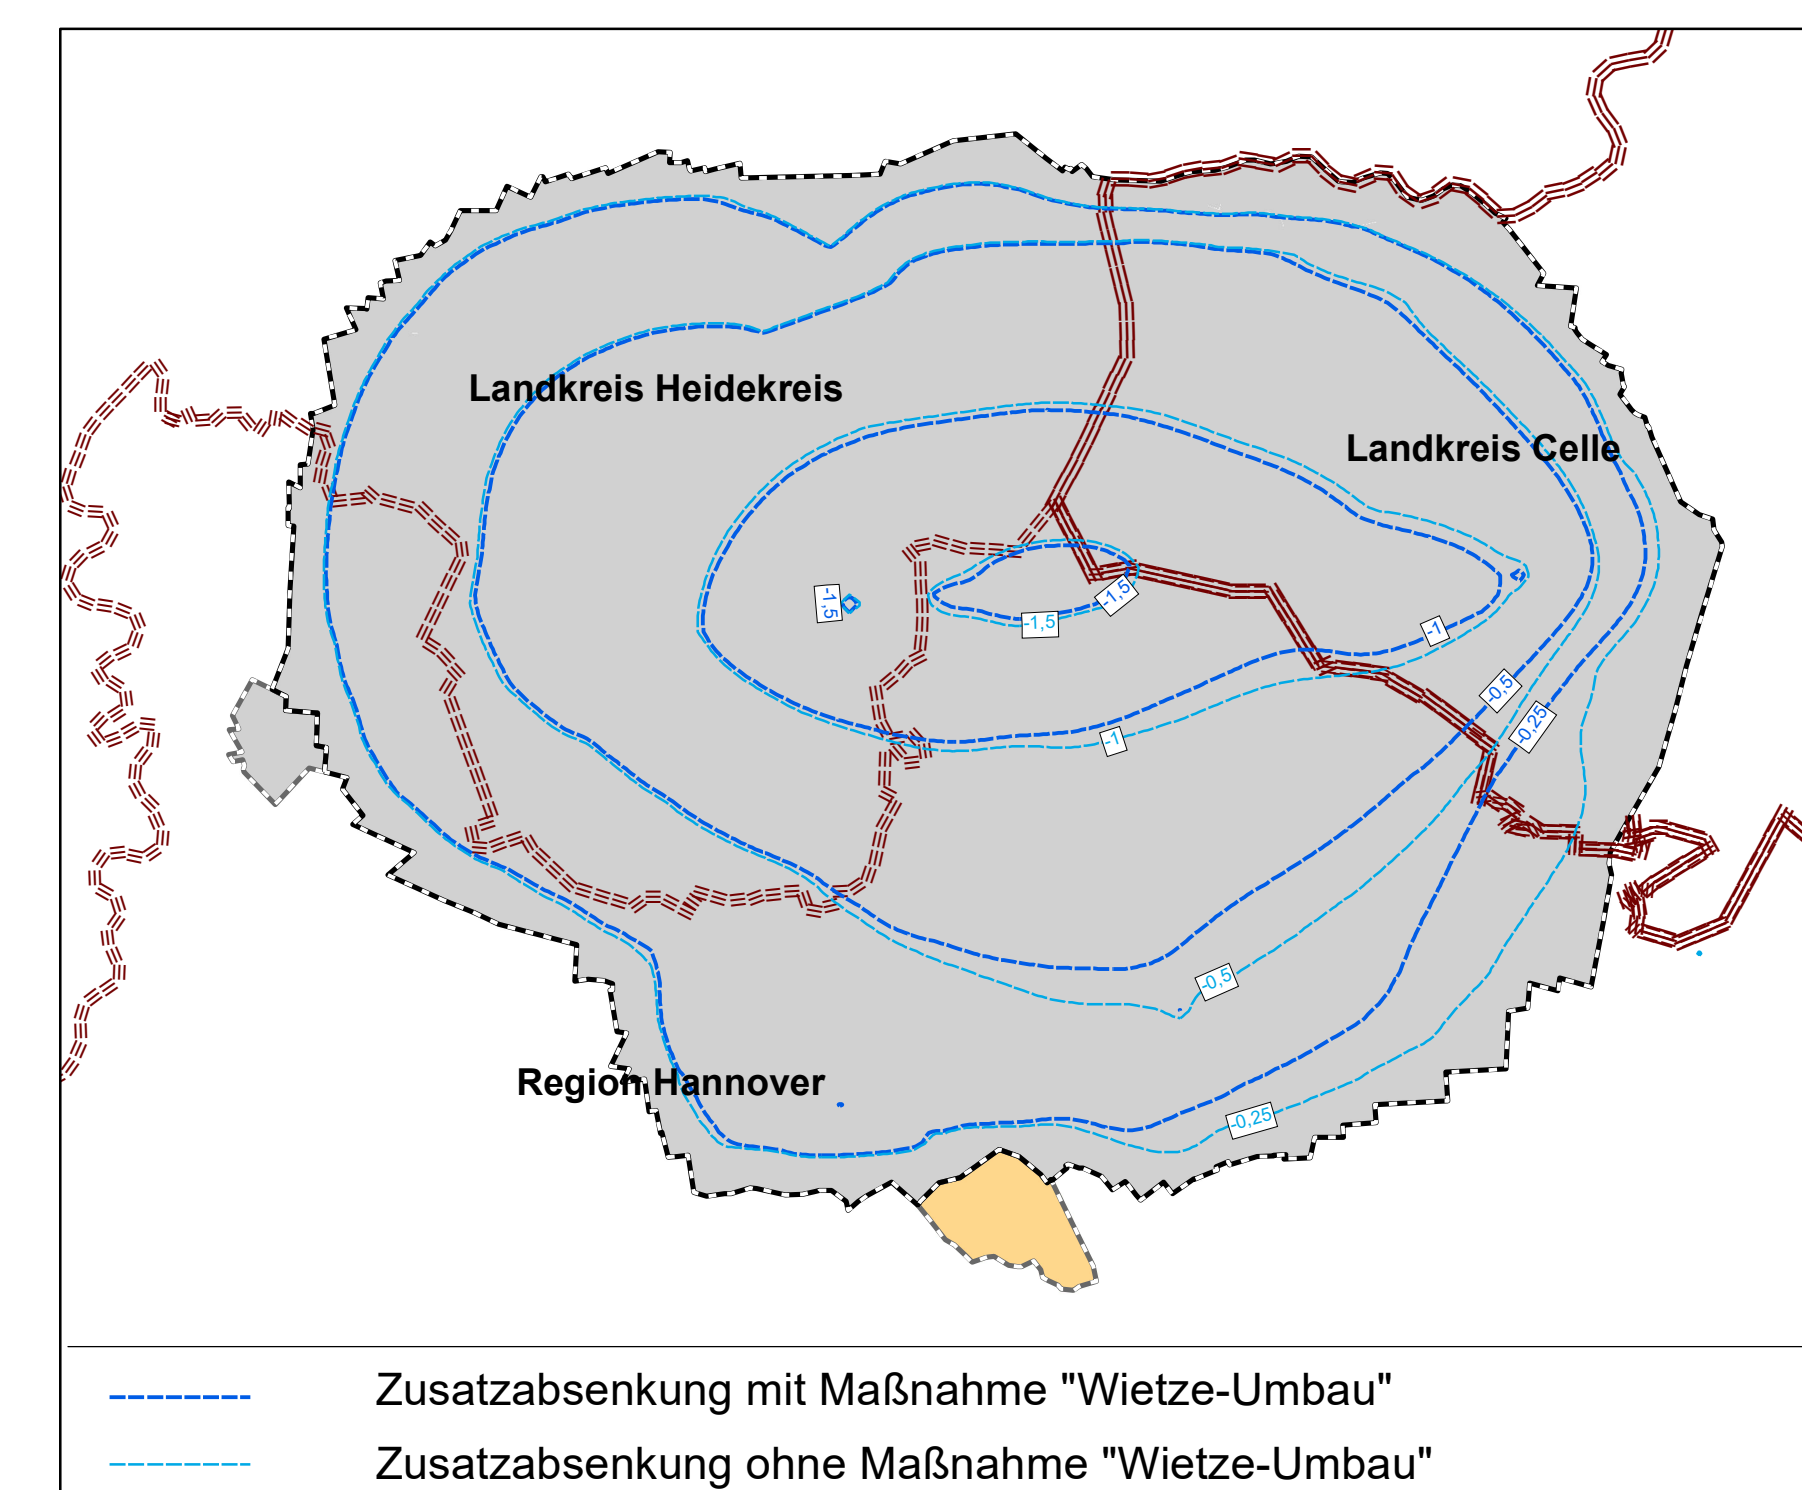 Landkreis Heidekreis
Landkreis Celle
-1,5
-1,5
-1,5
-1
-0,5
-0,25
-1
-0,5
Region Hannover
-0,25
Zusatzabsenkung mit Maßnahme "Wietze-Umbau"
Zusatzabsenkung ohne Maßnahme "Wietze-Umbau"